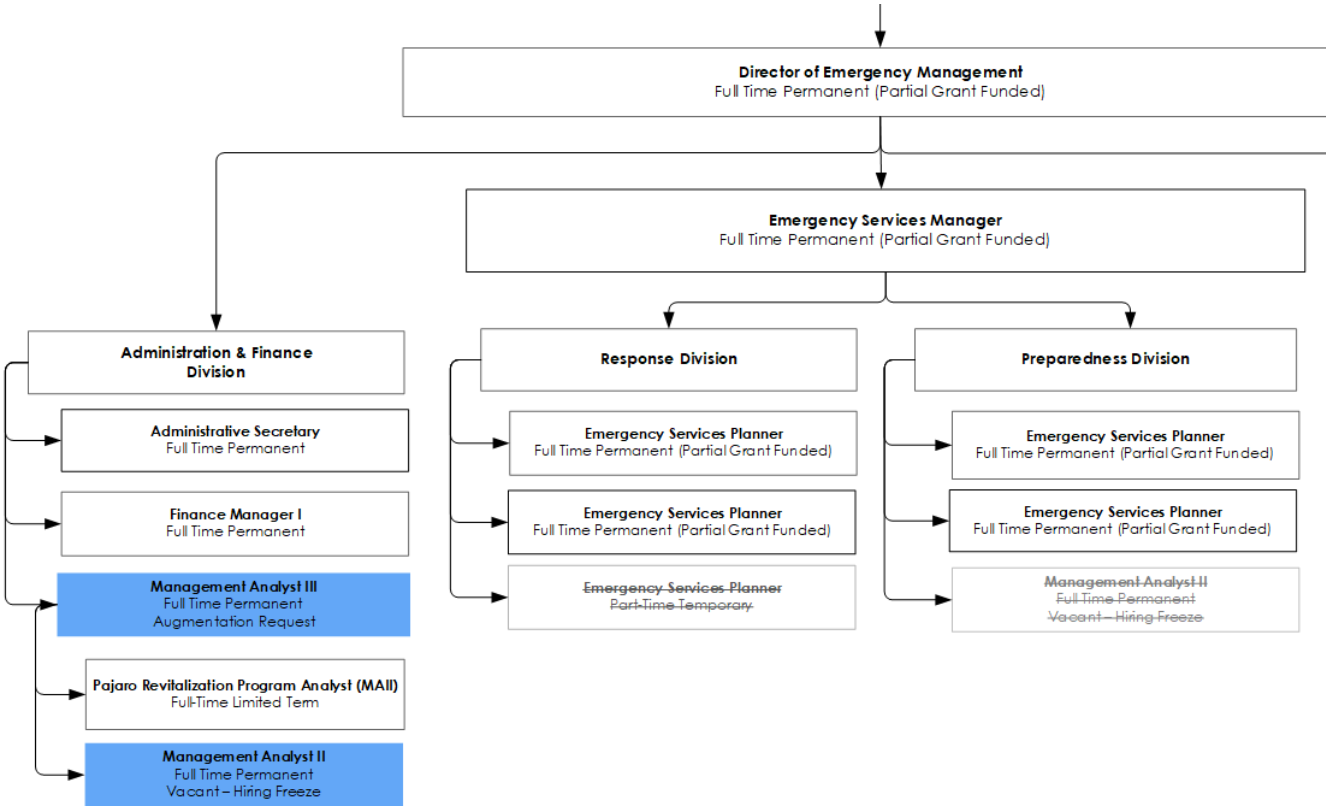 Director of Emergency Management
Full Time Permanent (Partial Grant Funded)
Emergency Services Manager
Full Time Permanent (Partial Grant Funded)
Administration & Finance
Division
Administrative Secretary
Full Time Permanent
Finance Manager I
Full Time Permanent
Management Analyst III
Full Time Permanent
Augmentation Request
Pajaro Revitalization Program Analyst (MAII)
Full-Time Limited Term
Management Analyst II
Full Time Permanent
Vacant – Hiring Freeze
Response Division
Emergency Services Planner
Full Time Permanent (Partial Grant Funded)
Emergency Services Planner
Full Time Permanent (Partial Grant Funded)
Emergency Services Planner
Part-Time Temporary
Preparedness Division
Emergency Services Planner
Full Time Permanent (Partial Grant Funded)
Emergency Services Planner
Full Time Permanent (Partial Grant Funded)
Management Analyst II
Full Time Permanent
Vacant – Hiring Freeze